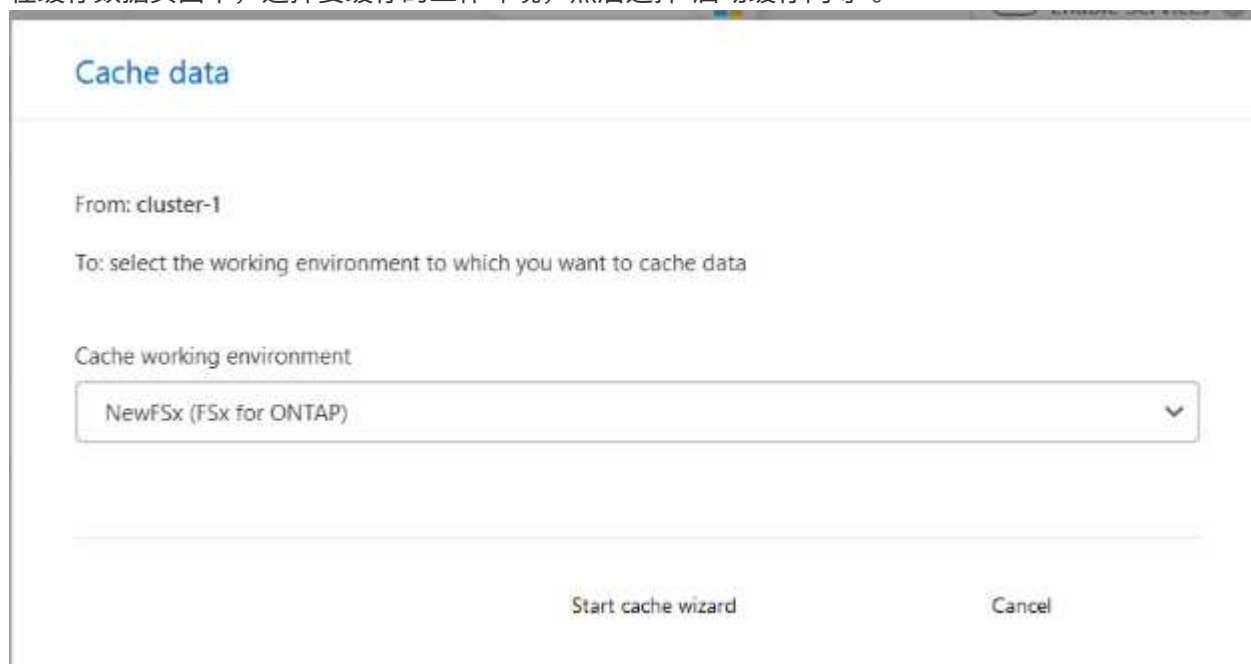 Cache data
From: cluster-1
To: select the working environment to which you want to cache data
Cache working environment
NewFSx (FSx for ONTAP)
Start cache wizard
Cancel